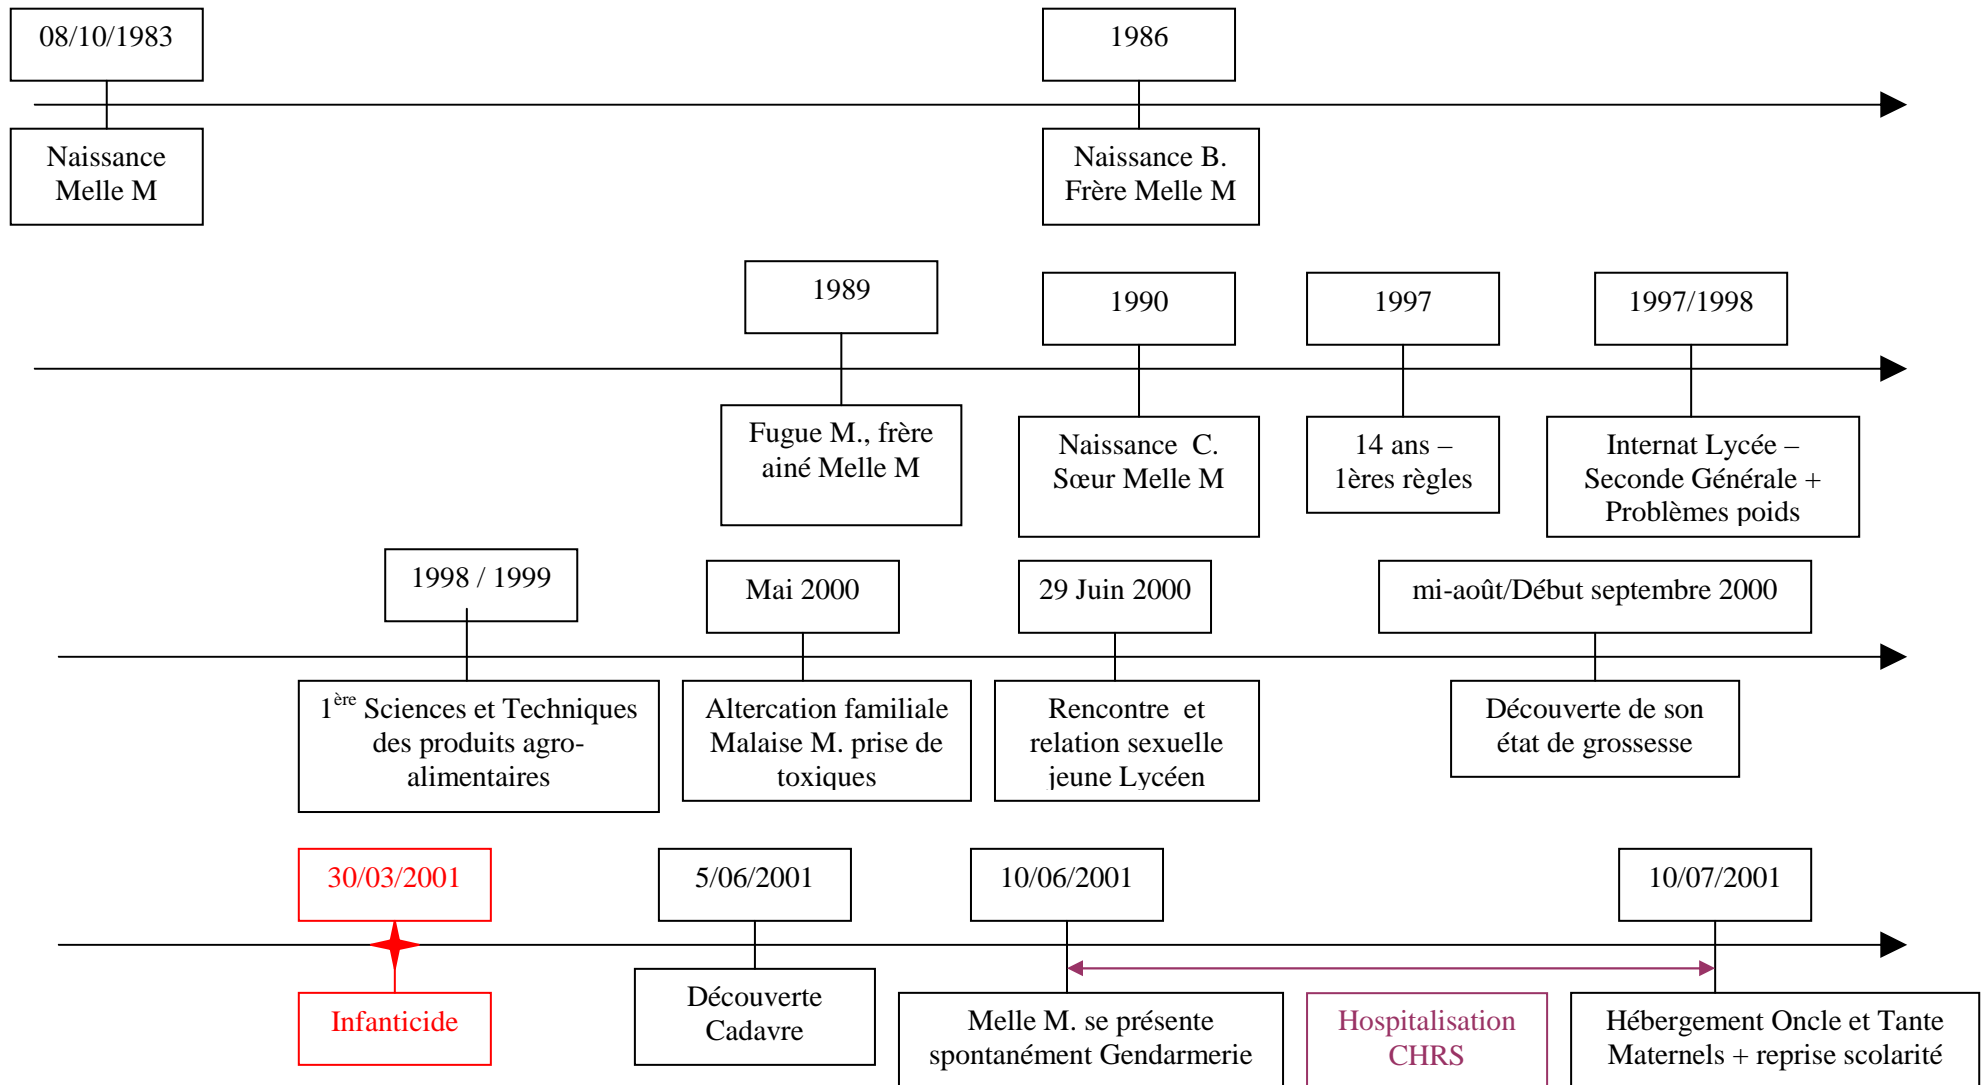 08/10/1983
1986
Naissance
Melle M
Naissance B.
Frère Melle M
1989
1990
1997
1997/1998
Fugue M., frère
ainé Melle M
Naissance C.
Sœur Melle M
14 ans –
1ères règles
Internat Lycée –
Seconde Générale +
Problèmes poids
1998 / 1999
Mai 2000
29 Juin 2000
mi-août/Début septembre 2000
1ère Sciences et Techniques
des produits agro-
alimentaires
Altercation familiale
Malaise M. prise de
toxiques
Rencontre et
relation sexuelle
jeune Lycéen
Découverte de son
état de grossesse
30/03/2001
5/06/2001
10/06/2001
10/07/2001
Infanticide
Découverte
Cadavre
Melle M. se présente
spontanément Gendarmerie
Hospitalisation
CHRS
Hébergement Oncle et Tante
Maternels + reprise scolarité